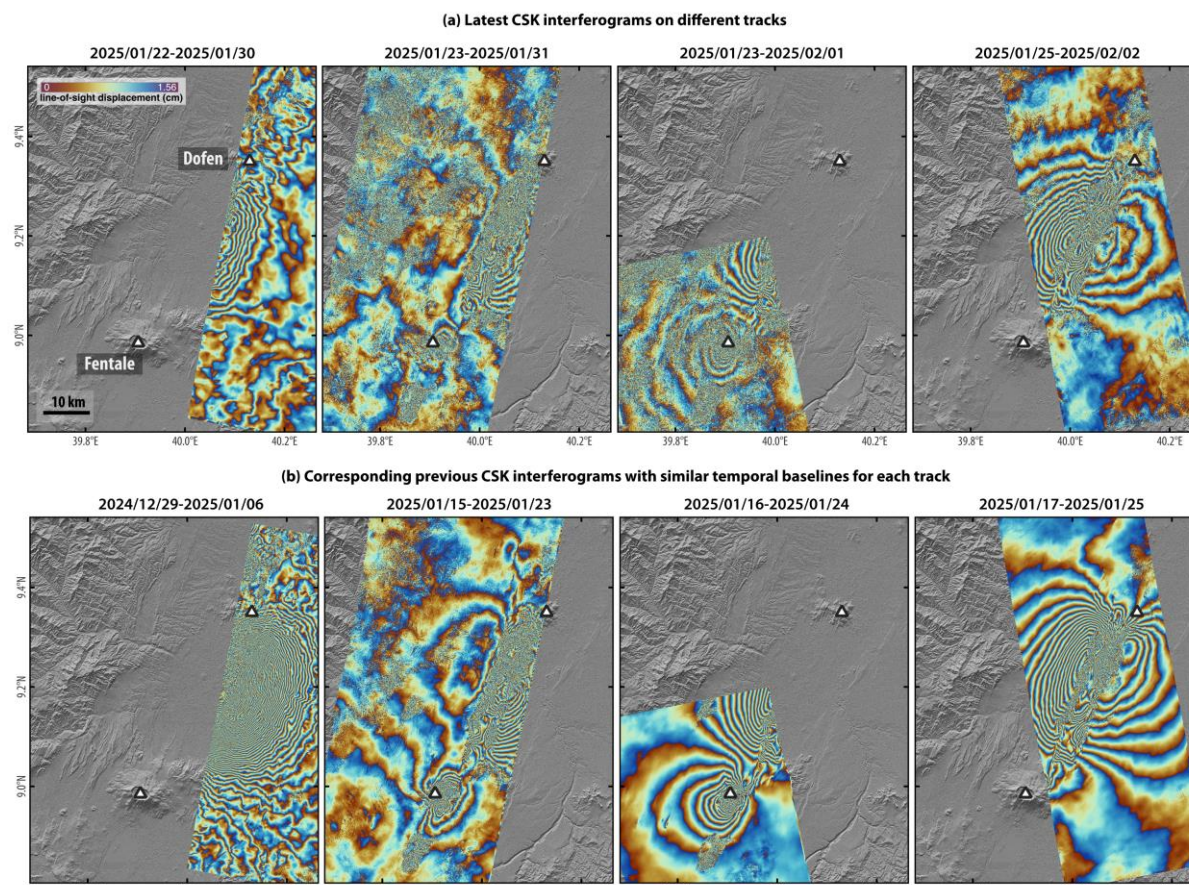 (a) Latest CSK interferograms on different tracks
2025/01/22-2025/01/30
2025/01/23-2025/01/31
2025/01/23-2025/02/01
2025/01/25-2025/02/02
0 1.56
line-of-sight displacement (cm)
9.4°N
Dofen
9.2°N
9.0°N
Fentale
10 km
39.8°E 40.0°E 40.2°E
39.8°E 40.0°E 40.2°E
39.8°E 40.0°E 40.2°E
39.8°E 40.0°E 40.2°E
(b) Corresponding previous CSK interferograms with similar temporal baselines for each track
2024/12/29-2025/01/06
2025/01/15-2025/01/23
2025/01/16-2025/01/24
2025/01/17-2025/01/25
9.4°N
9.2°N
9.0°N